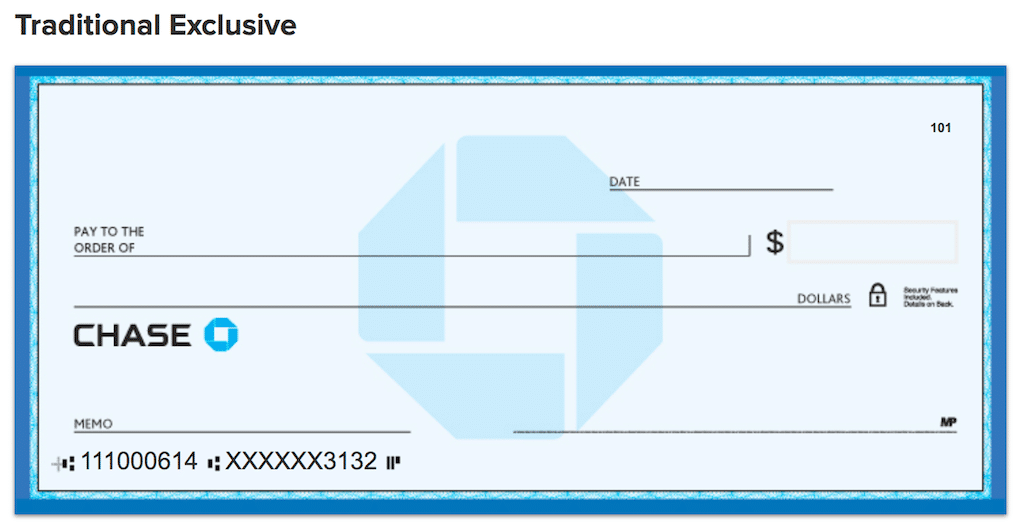 Traditional Exclusive
101
DATE
PAY TO THE
ORDER OF
$
DOLLARS
Security Features
Included.
Details on Back.
CHASE
MEMO
MP
⑆ 111000614 ⑆ XXXXXX3132 ⑈